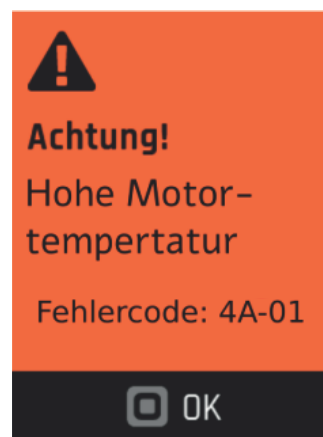 Achtung!
Hohe Motor-
tempertatur
Fehlercode: 4A-01
OK